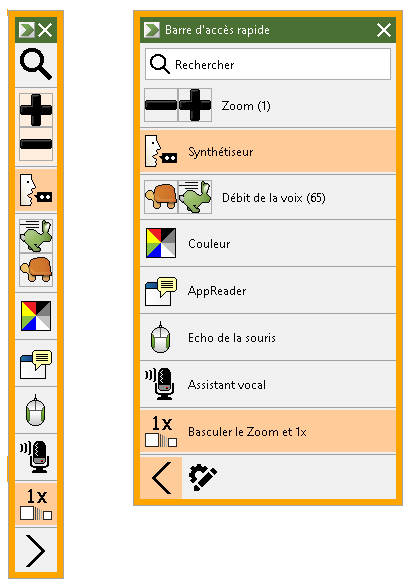 1x
Barre d'accès rapide
Rechercher
Zoom (1)
Synthétiseur
Débit de la voix (65)
Couleur
AppReader
Echo de la souris
Assistant vocal
1x Basculer le Zoom et 1x